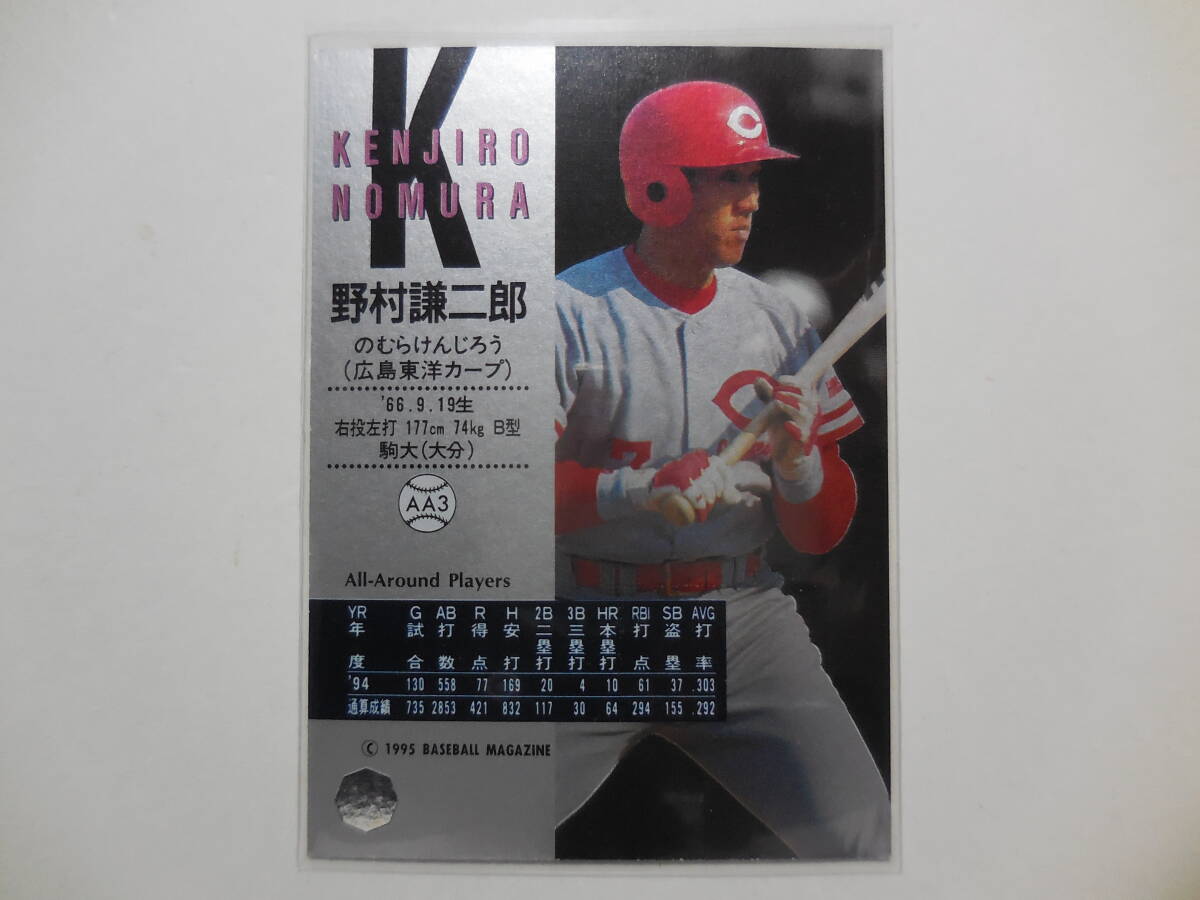 K
KENJIRO
NOMURA
野村謙二郎
のむらけんじろう
(広島東洋カープ)
'66.9.19生
右投左打 177cm 74kg B型
駒大(大分)
AA3
All-Around Players
YR G AB R H 2B 3B HR RBI SB AVG
年度 試合 打数 得点 安打 二塁打 三塁打 本塁打 打点 盗塁 打率
'94 130 558 77 169 20 4 10 61 37 .303
通算成績 735 2853 421 832 117 30 64 294 155 .292
© 1995 BASEBALL MAGAZINE
C
C
7